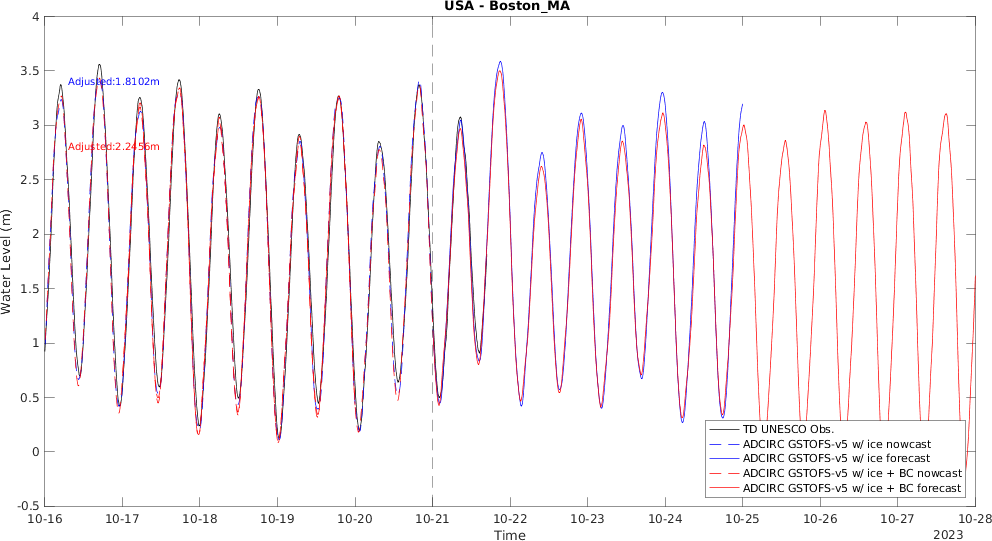 USA - Boston_MA
4
3.5
3
2.5
2
1.5
1
0.5
0
-0.5
Water Level (m)
Adjusted:1.8102m
Adjusted:2.2456m
TD UNESCO Obs.
ADCIRC GSTOFS-v5 w/ ice nowcast
ADCIRC GSTOFS-v5 w/ ice forecast
ADCIRC GSTOFS-v5 w/ ice + BC nowcast
ADCIRC GSTOFS-v5 w/ ice + BC forecast
10-16 10-17 10-18 10-19 10-20 10-21 10-22 10-23 10-24 10-25 10-26 10-27 10-28
Time
2023